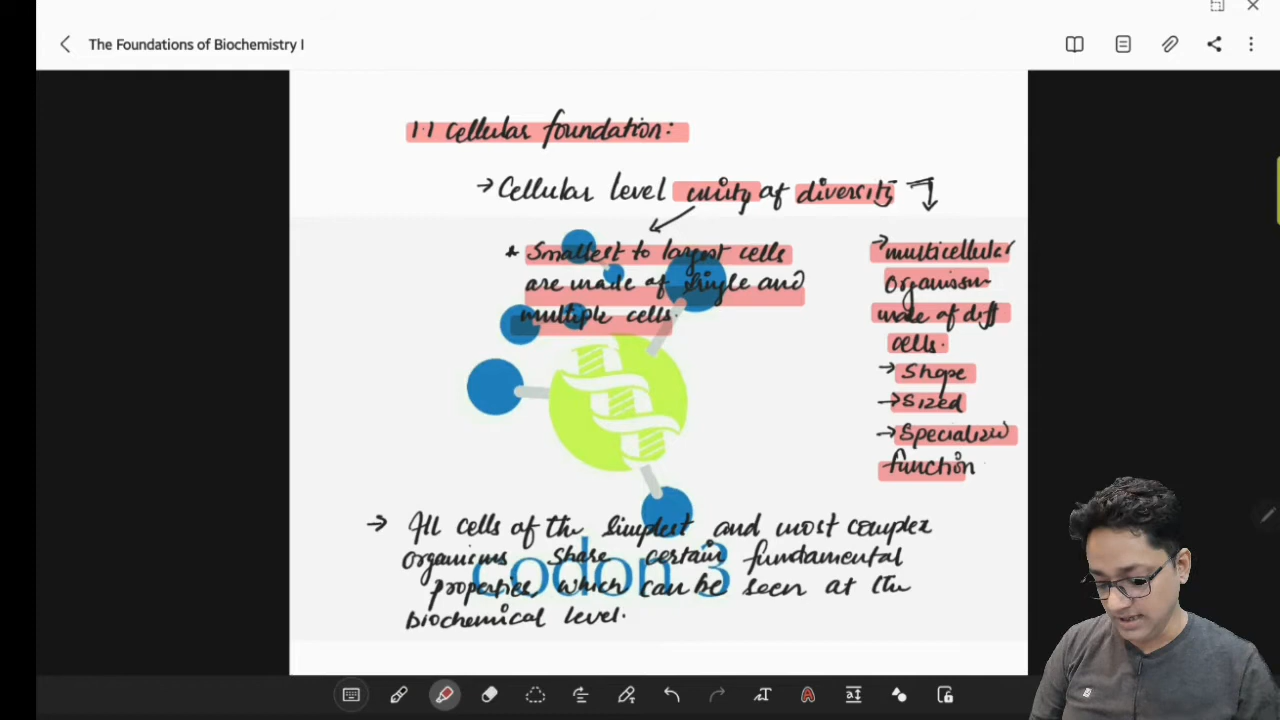 The Foundations of Biochemistry I
1.1 Cellular foundation:
→ Cellular level unity of diversity
* Smallest to largest cells
are made of single and
multiple cells.
→ multicellular
organism
made of diff
cells.
→ Shape
→ Sized
→ Specialized
function
→ All cells of the simplest and most complex
organisms share certain fundamental
properties, which can be seen at the
biochemical level.
codon 3